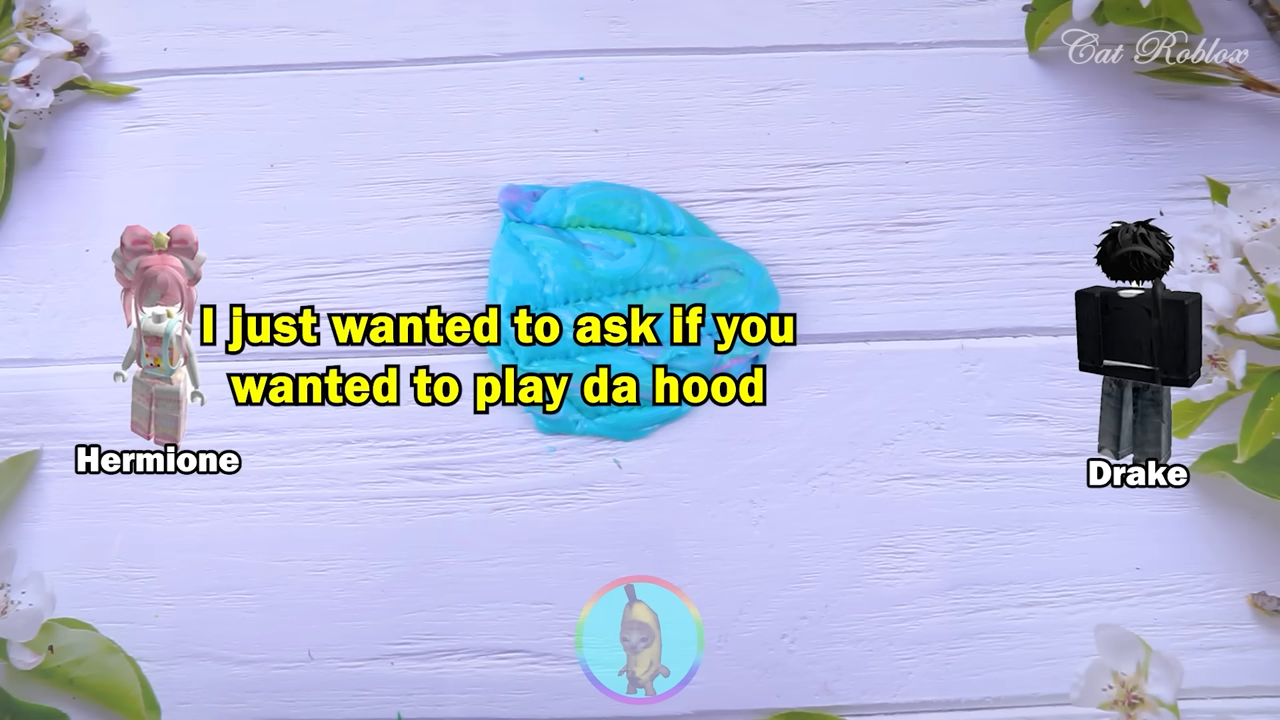 Cat Roblox
I just wanted to ask if you
wanted to play da hood
Hermione
Drake